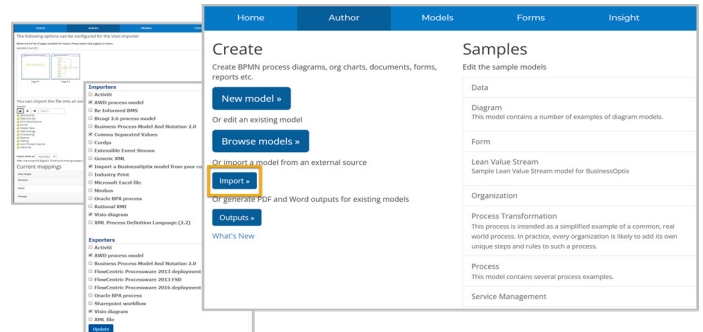 Home Author Models
The following options can be configured for the Visio importer
Page 0-1 Page 0-2
You can import the file into an ex
Current mappings
Importers
Activiti
AWD process model
Be Informed BMS
Bizagi 2.x process model
Business Process Model And Notation 2.0
Comma Separated Values
Cordys
Extensible Event Stream
Generic XML
Import a BusinessOptix model from your co
Industry Print
Microsoft Excel file
Nimbus
Oracle BPA process
Rational XMI
Visio diagram
XML Process Definition Language (2.2)
Exporters
Activiti
AWD process model
Business Process Model And Notation 2.0
FlowCentric Processware 2013 deployment
FlowCentric Processware 2013 FSD
FlowCentric Processware 2016 deployment
Oracle BPA process
Sharepoint workflow
Visio diagram
XML file
Update
Home Author Models Forms Insight
Create
Create BPMN process diagrams, org charts, documents, forms,
reports etc.
New model »
Or edit an existing model
Browse models »
Or import a model from an external source
Import »
Or generate PDF and Word outputs for existing models
Outputs »
What's New
Samples
Edit the sample models
Data
Diagram
This model contains a number of examples of diagram models.
Form
Lean Value Stream
Sample Lean Value Stream model for BusinessOptix
Organization
Process Transformation
This process is intended as a simplified example of a common, real
world process. In practice, every organization is likely to add its own
unique steps and rules to such a process.
Process
This model contains several process examples.
Service Management